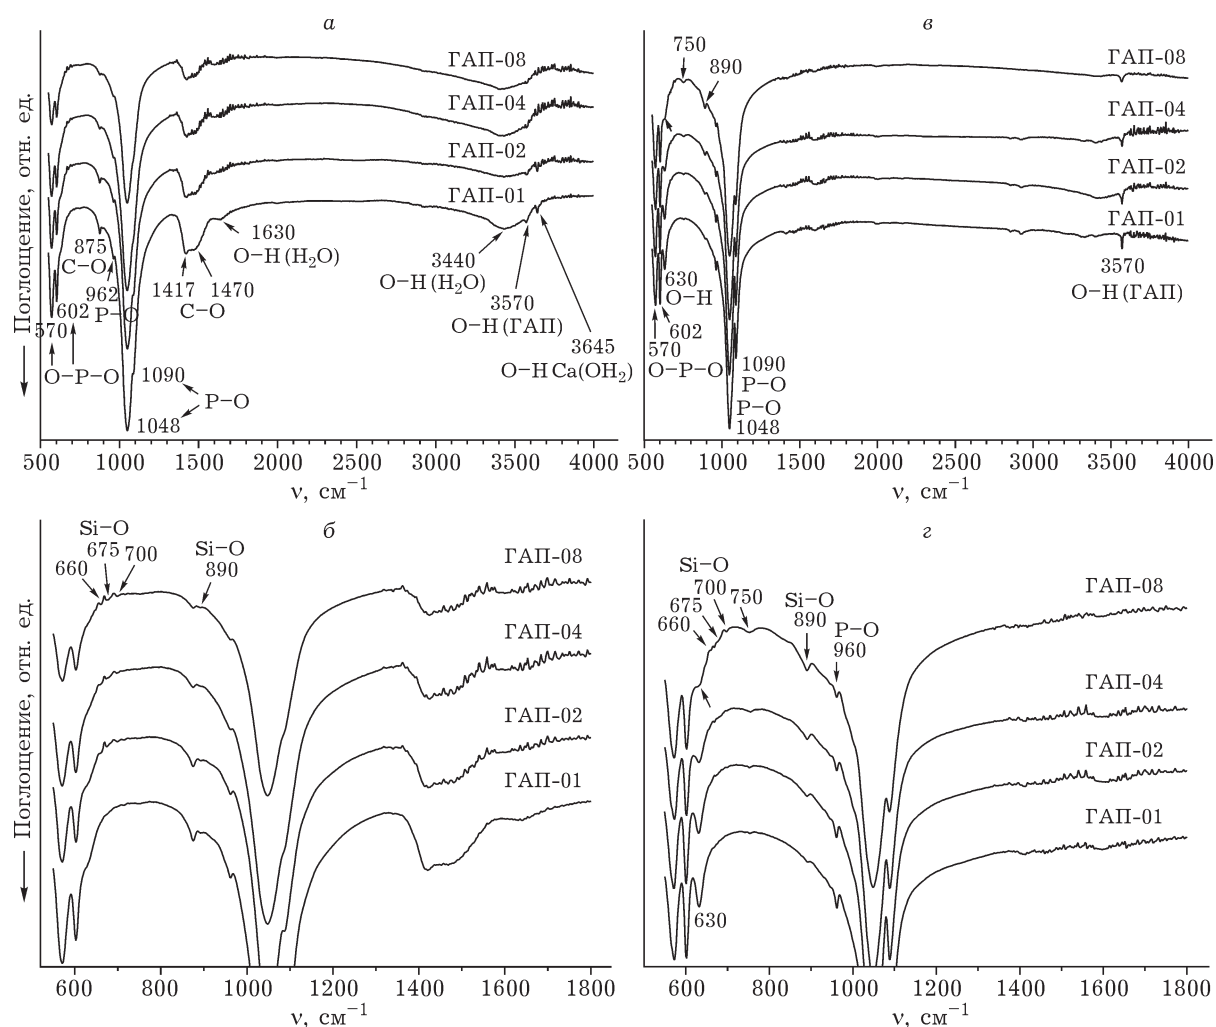 а
ГАП-08
ГАП-04
ГАП-02
ГАП-01
Поглощение, отн. ед.
875
C–O
962
P–O
602
570
O–P–O
1090
P–O
1048
1417 1470
C–O
1630
O–H (H₂O)
3440
O–H (H₂O)
3570
O–H (ГАП)
3645
O–H Ca(OH₂)
500 1000 1500 2000 2500 3000 3500 4000
ν, см⁻¹
в
750
890
ГАП-08
ГАП-04
ГАП-02
ГАП-01
630
O–H
602
570
O–P–O
1090
P–O
P–O
1048
3570
O–H (ГАП)
500 1000 1500 2000 2500 3000 3500 4000
ν, см⁻¹
б
Si–O
675
660 700
Si–O
890
ГАП-08
ГАП-04
ГАП-02
ГАП-01
Поглощение, отн. ед.
600 800 1000 1200 1400 1600 1800
ν, см⁻¹
г
Si–O
700
675 750
660
Si–O
890
P–O
960
ГАП-08
ГАП-04
ГАП-02
ГАП-01
630
600 800 1000 1200 1400 1600 1800
ν, см⁻¹